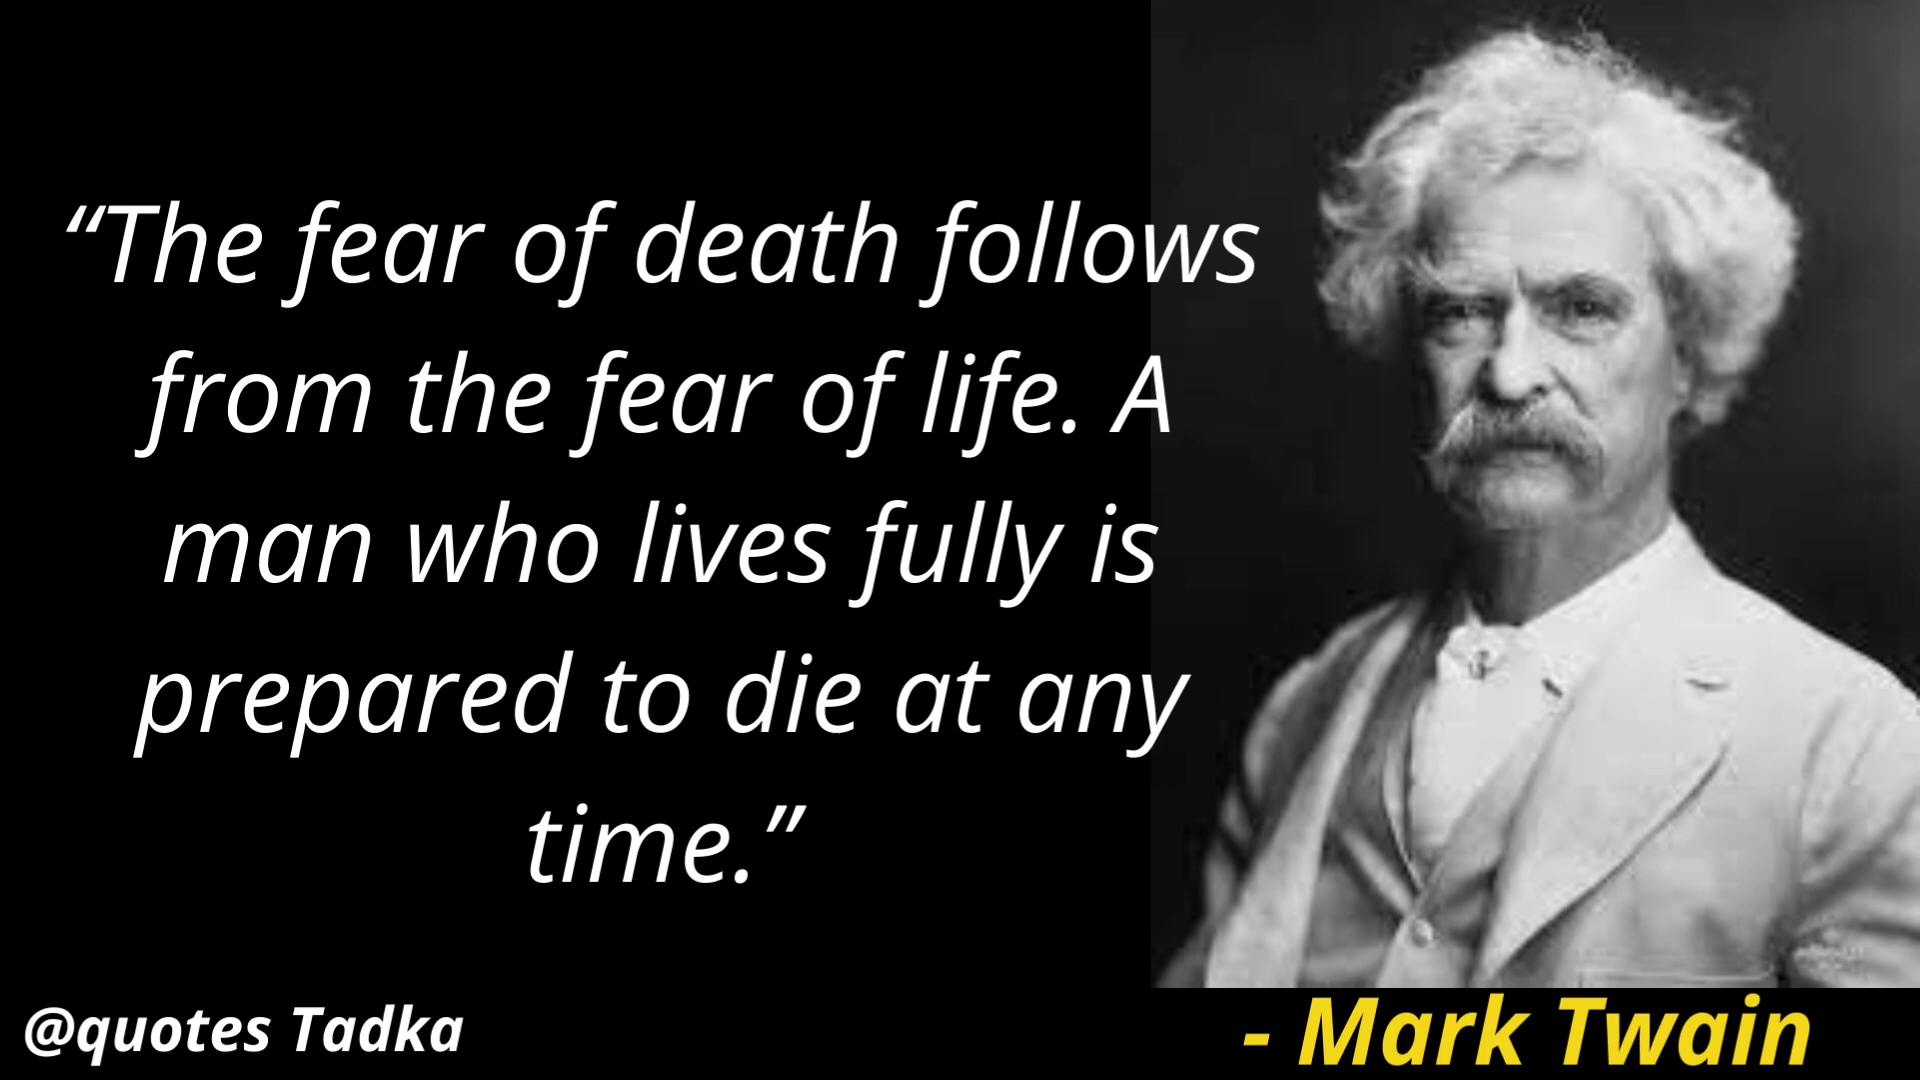 “The fear of death follows
from the fear of life. A
man who lives fully is
prepared to die at any
time.”
@quotes Tadka
- Mark Twain